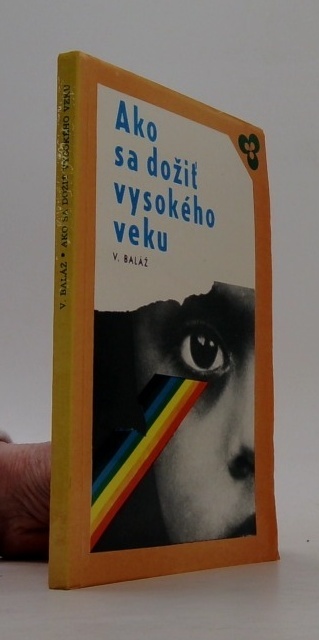 Ako
sa dožiť
vysokého
veku
V. BALÁŽ
V. BALÁŽ • AKO SA DOŽIŤ VYSOKÉHO VEKU